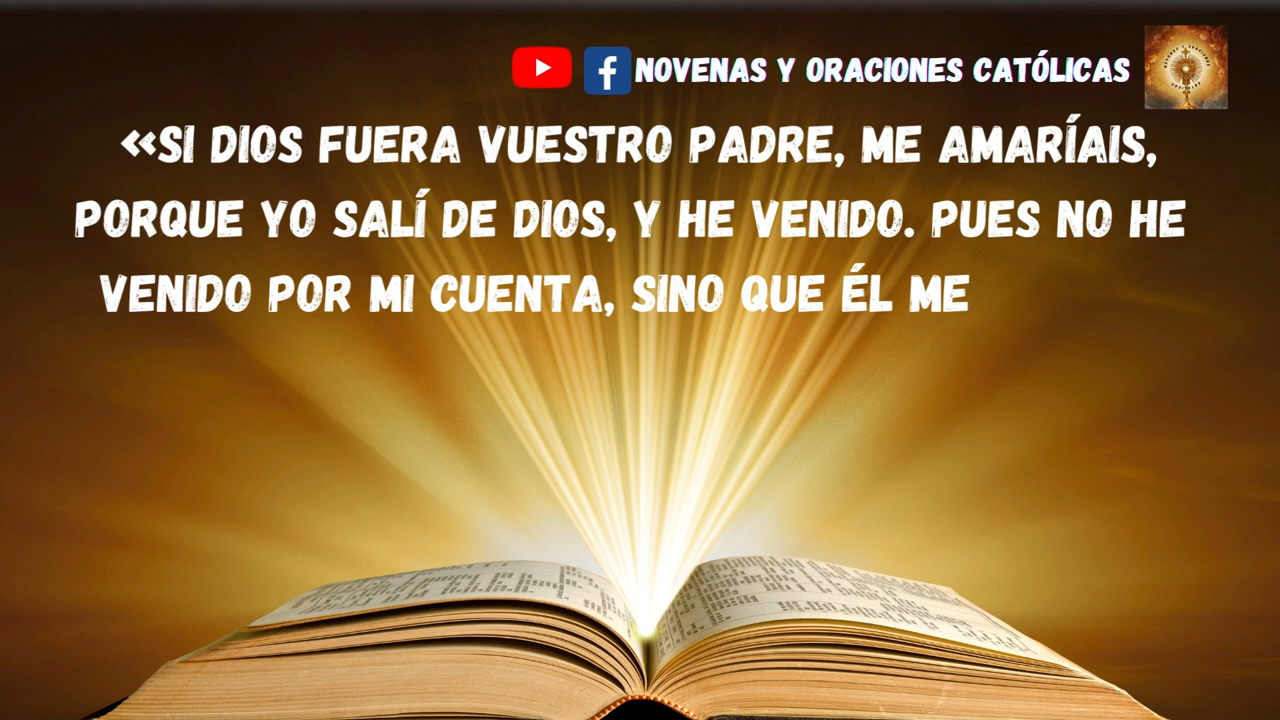 NOVENAS Y ORACIONES CATÓLICAS
«SI DIOS FUERA VUESTRO PADRE, ME AMARÍAIS,
PORQUE YO SALÍ DE DIOS, Y HE VENIDO. PUES NO HE
VENIDO POR MI CUENTA, SINO QUE ÉL ME